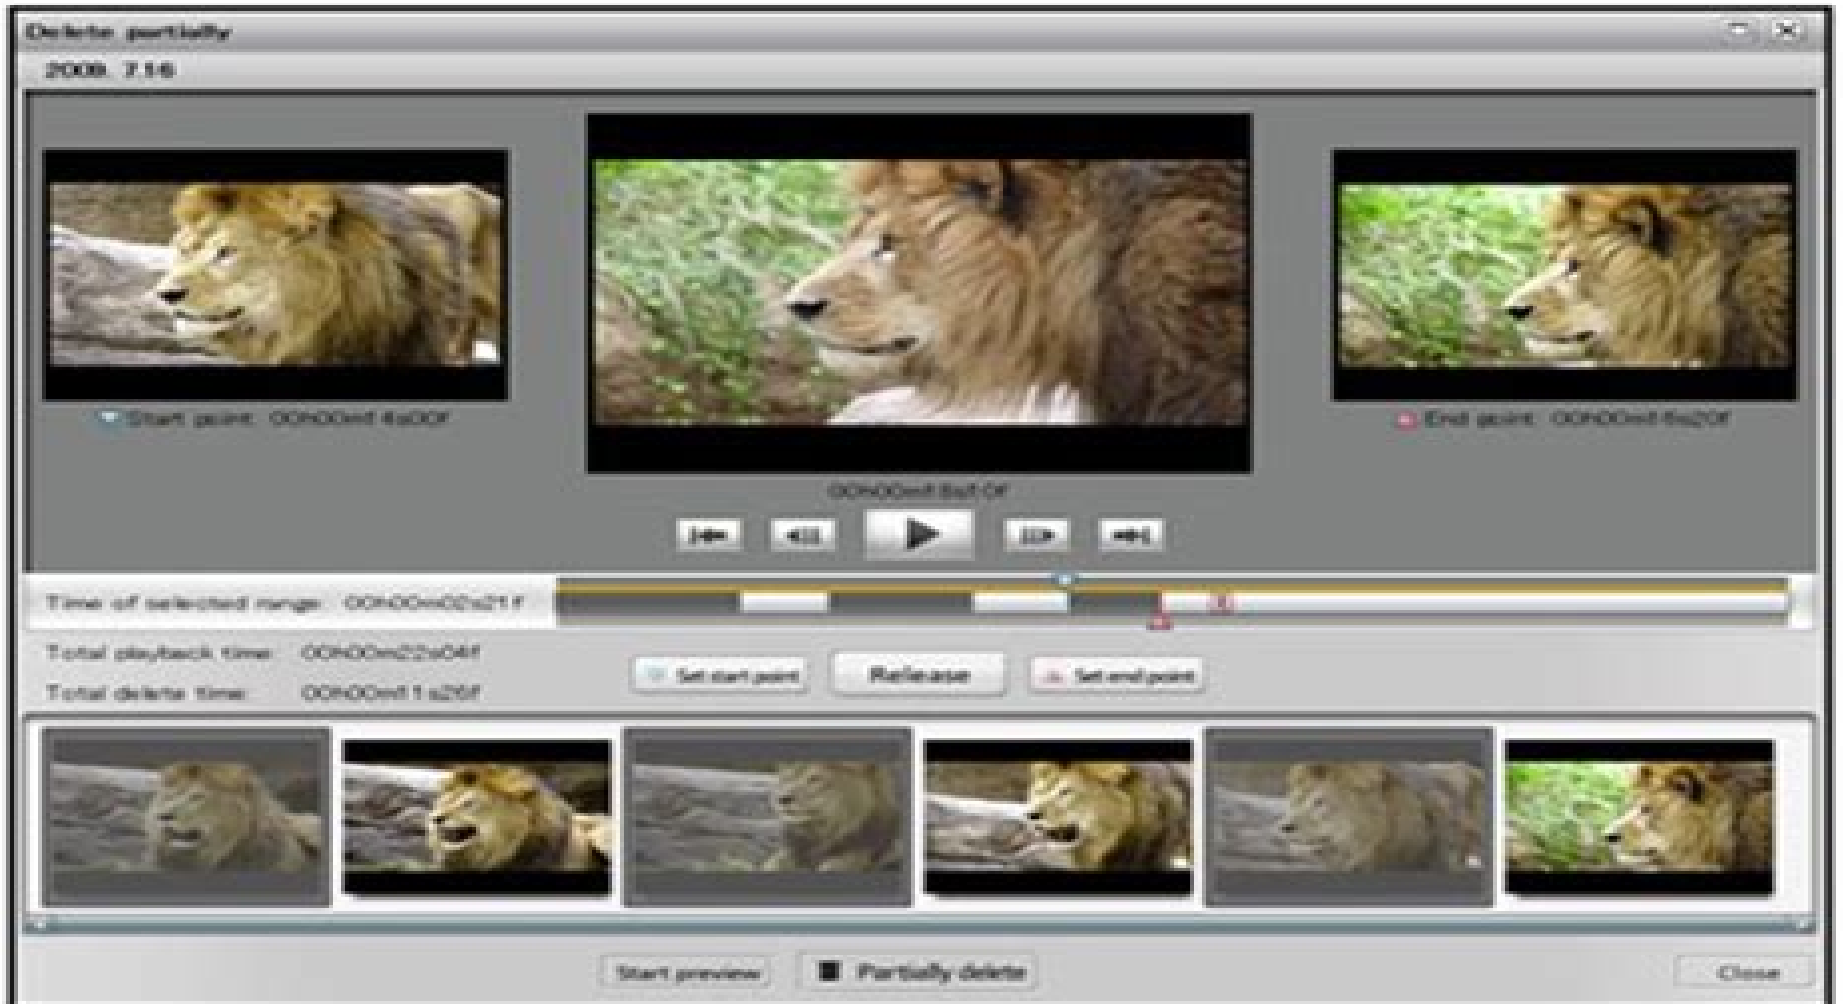 Delete partially
2009. 7.16
Start point: 00h00m14s00f
End point: 00h00m16s20f
00h00m18s10f
Time of selected range: 00h00m02s21f
Total playback time: 00h00m22s04f
Total delete time: 00h00m11s26f
Set start point
Release
Set end point
Start preview
Partially delete
Close